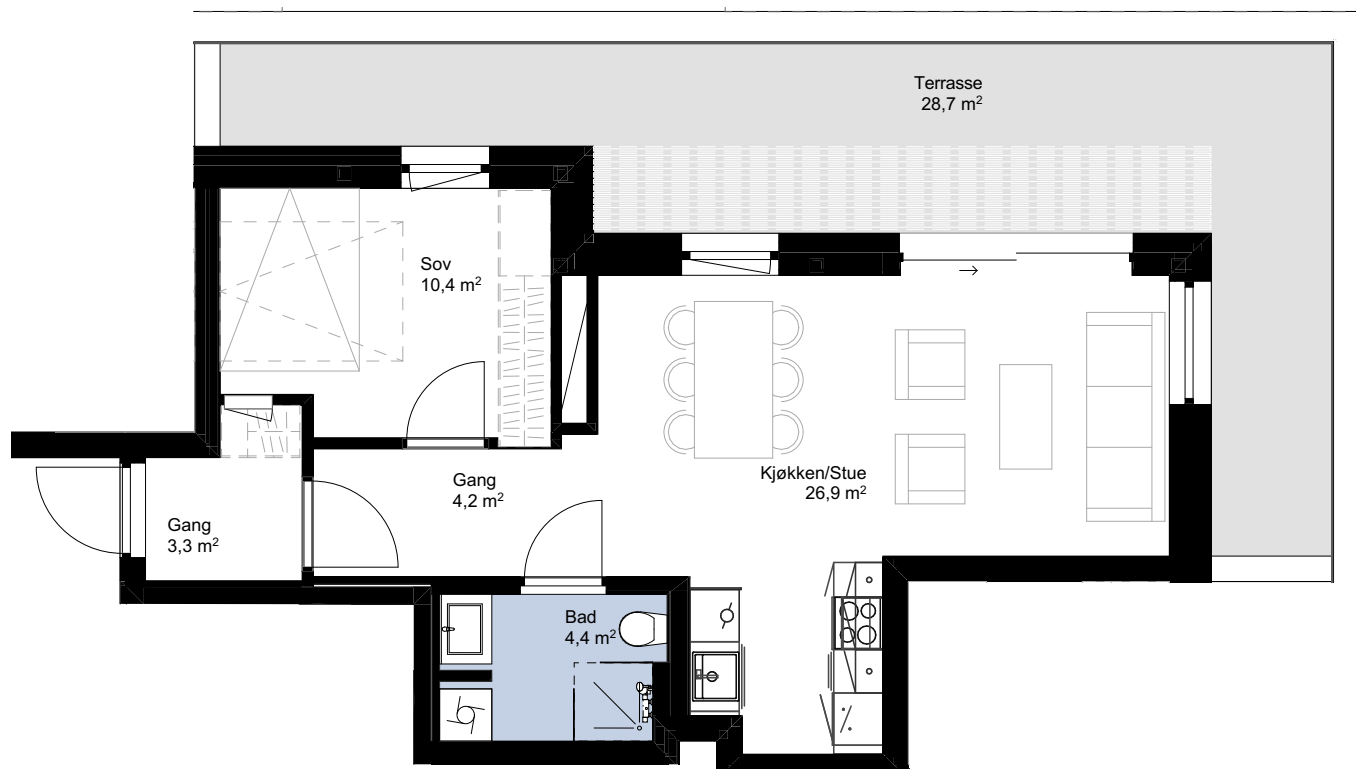 Terrasse
28,7 m²
Sov
10,4 m²
Kjøkken/Stue
26,9 m²
Gang
4,2 m²
Gang
3,3 m²
Bad
4,4 m²